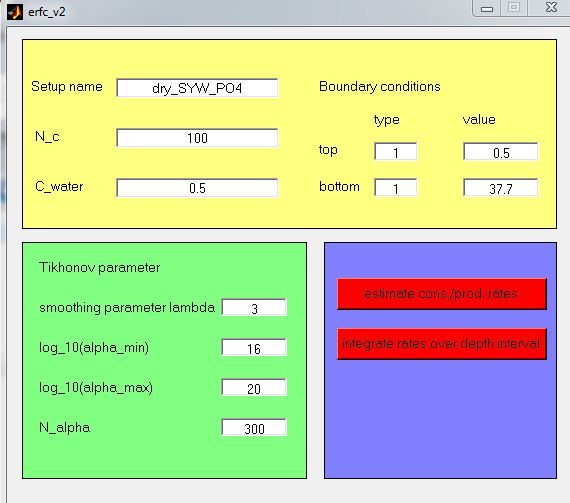 erfc_v2
Setup name dry_SYW_PO4
N_c 100
C_water 0.5
Boundary conditions
type value
top 1 0.5
bottom 1 37.7
Tikhonov parameter
smoothing parameter lambda 3
log_10(alpha_min) 16
log_10(alpha_max) 20
N_alpha 300
estimate cons./prod. rates
integrate rates over depth interval